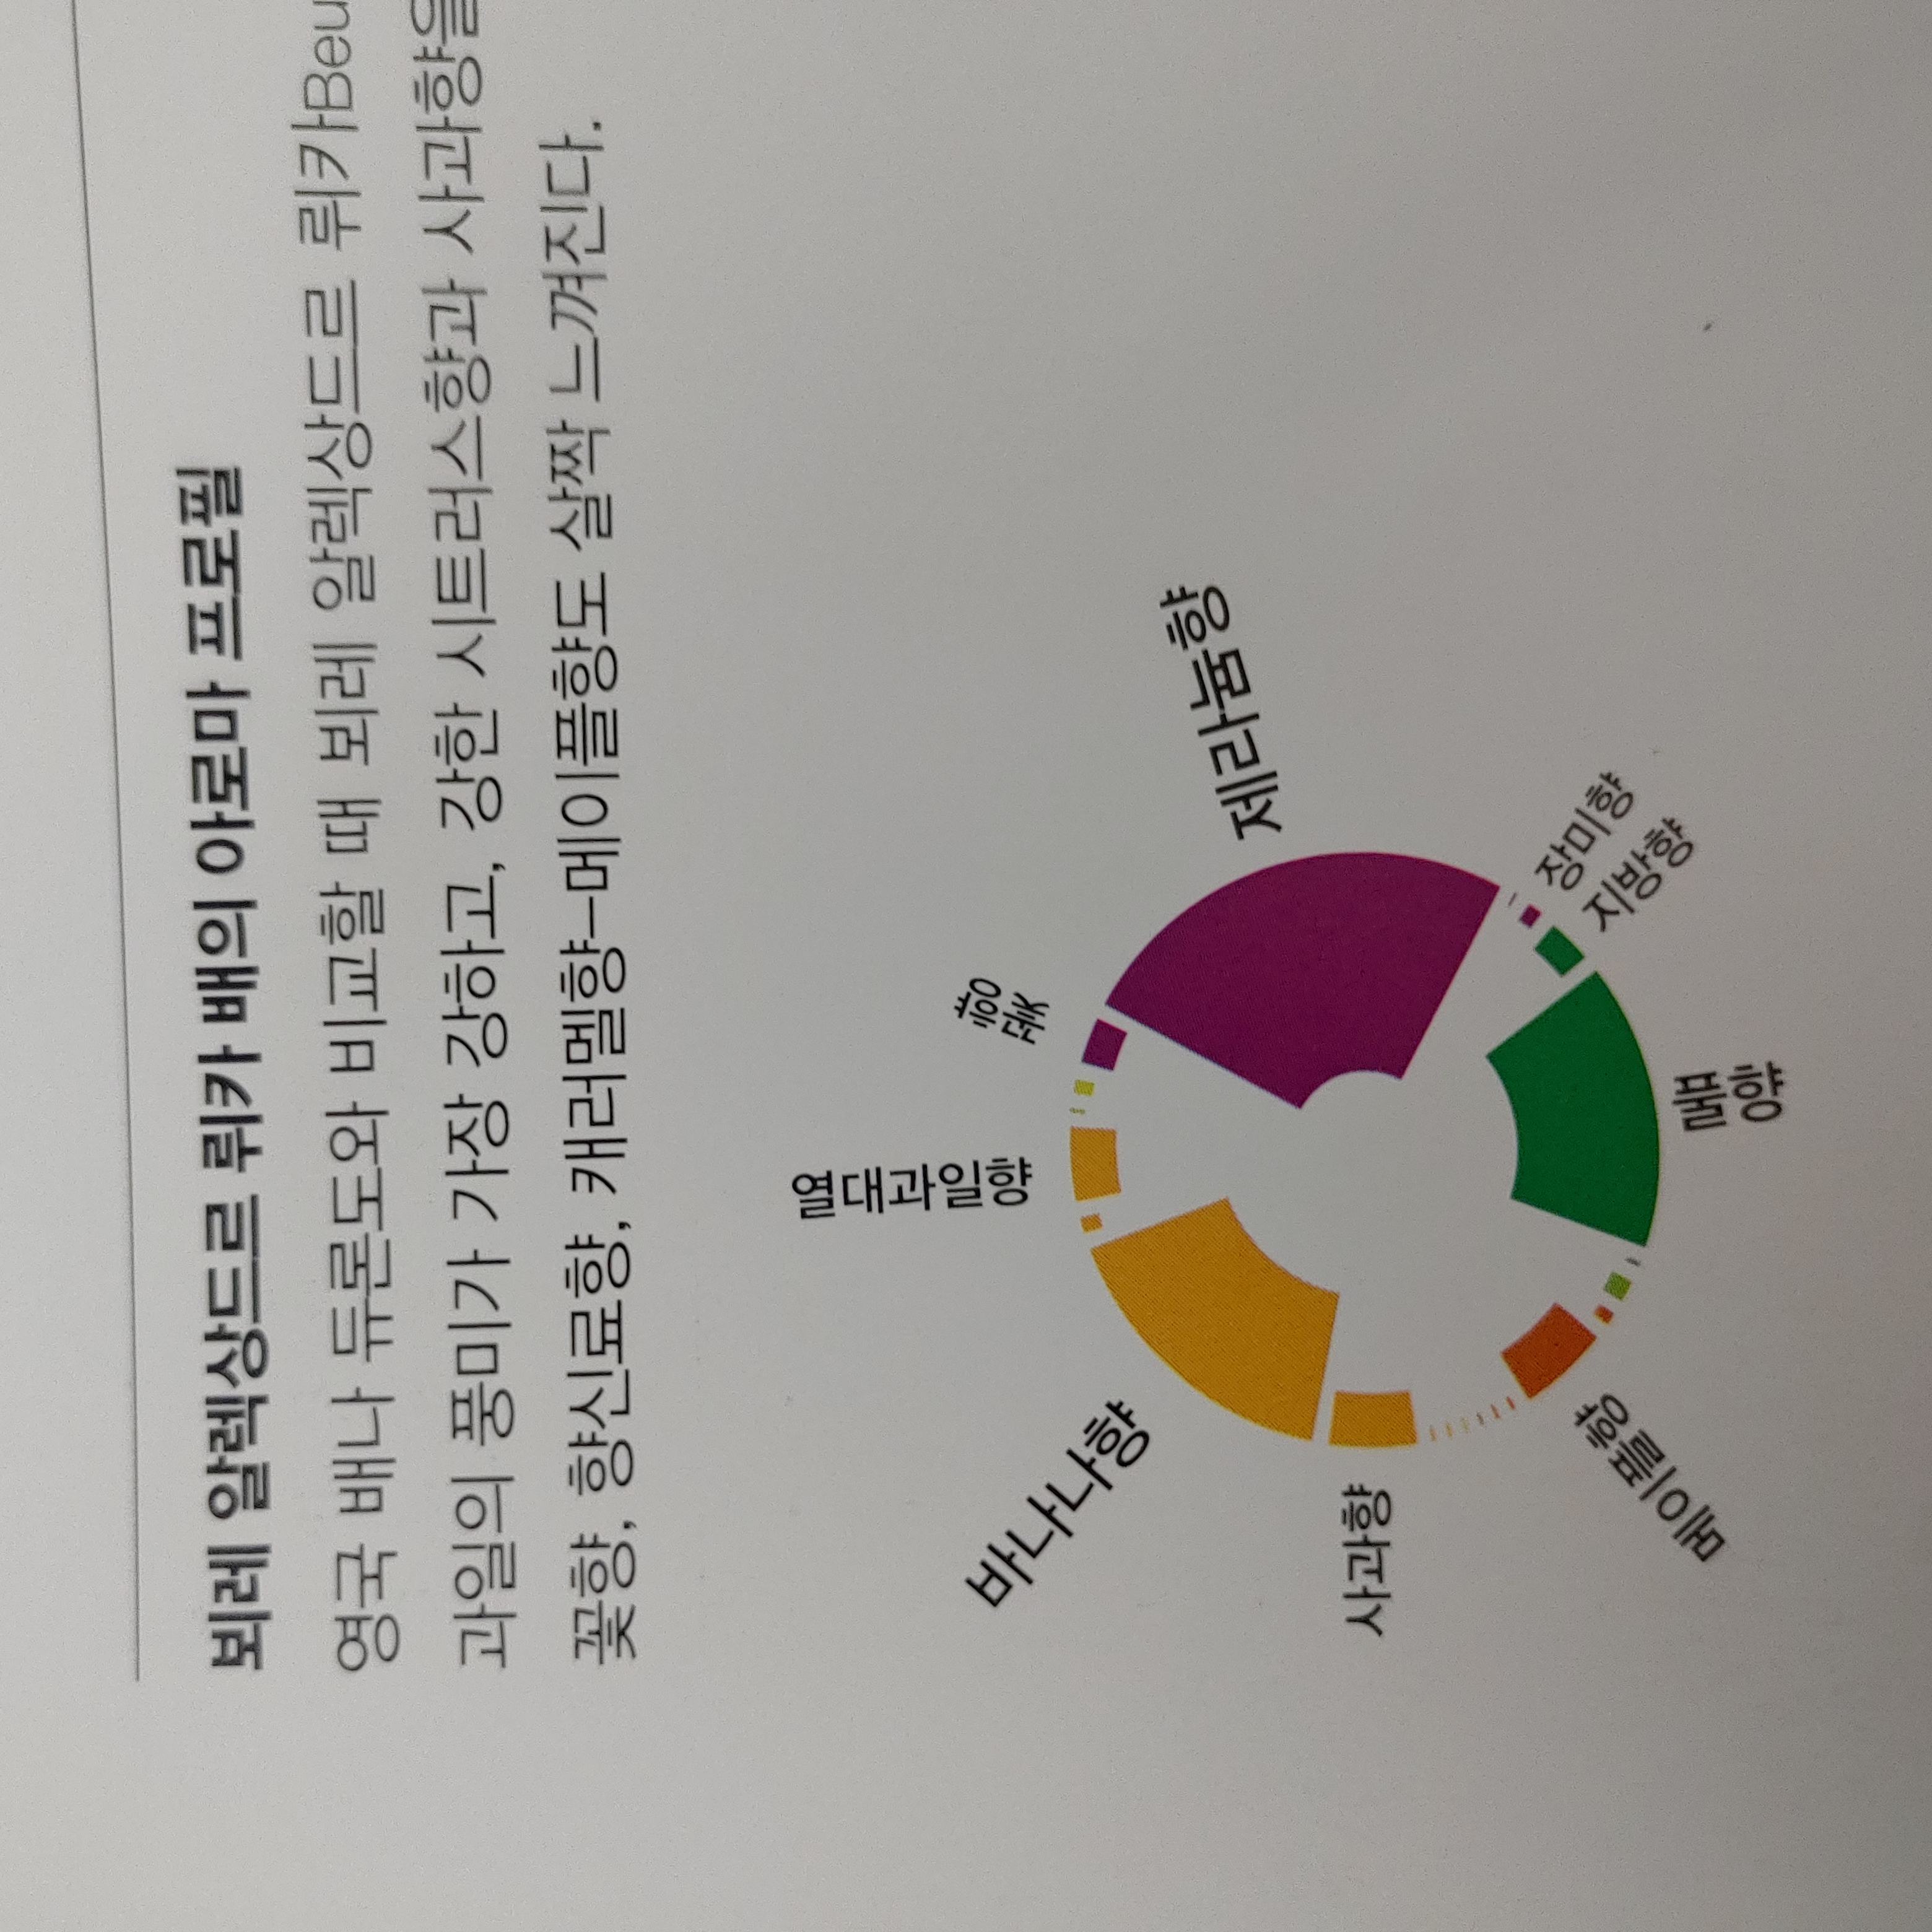 뵈레 알렉상드르 뤼카 배의 아로마 프로필
영국 배나 듀론도와 비교할 때 뵈레 알렉상드르 뤼카Beu
과일의 풍미가 가장 강하고, 강한 시트러스향과 사과향을
꽃향, 향신료향, 캐러멜향–메이플향도 살짝 느껴진다.
열대과일향
꽃향
바나나향
제라늄향
사과향
장미향
지방향
메이플향
풀향